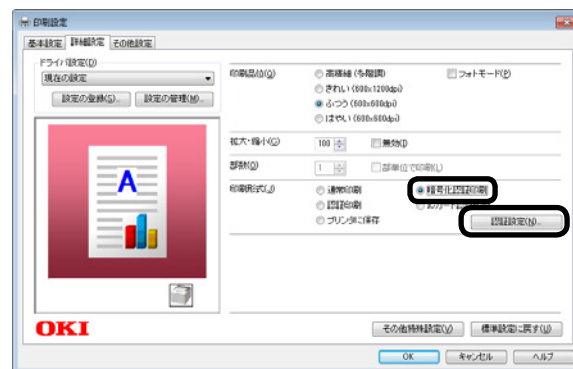 印刷設定
基本設定 詳細設定 その他設定
ドライバ設定(D)
現在の設定
設定の登録(S)... 設定の管理(M)...
印刷品位(Q)
高精細 (多階調)
フォトモード(P)
きれい (600x1200dpi)
ふつう (600x600dpi)
はやい (600x600dpi)
拡大・縮小(C)
100
無効(I)
部数(O)
1
部単位で印刷(L)
印刷形式(J)
通常印刷
暗号化認証印刷
認証印刷
プリンタに保存
認証設定(N)...
A
OKI
その他特殊設定(V)
標準設定に戻す(U)
OK キャンセル ヘルプ